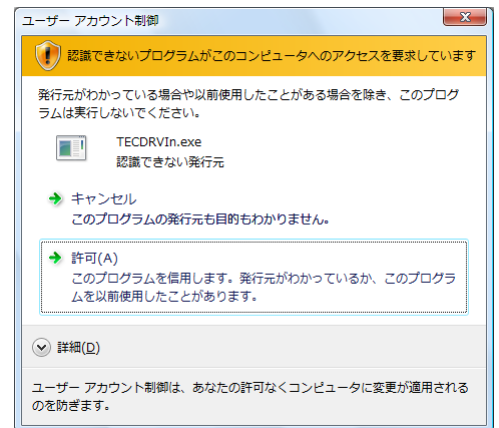 ユーザー アカウント制御
認識できないプログラムがこのコンピュータへのアクセスを要求しています
発行元がわかっている場合や以前使用したことがある場合を除き、このプログ
ラムは実行しないでください。
TECDRVIn.exe
認識できない発行元
キャンセル
このプログラムの発行元も目的もわかりません。
許可(A)
このプログラムを信用します。発行元がわかっているか、このプログラ
ムを以前使用したことがあります。
詳細(D)
ユーザー アカウント制御は、あなたの許可なくコンピュータに変更が適用される
のを防ぎます。